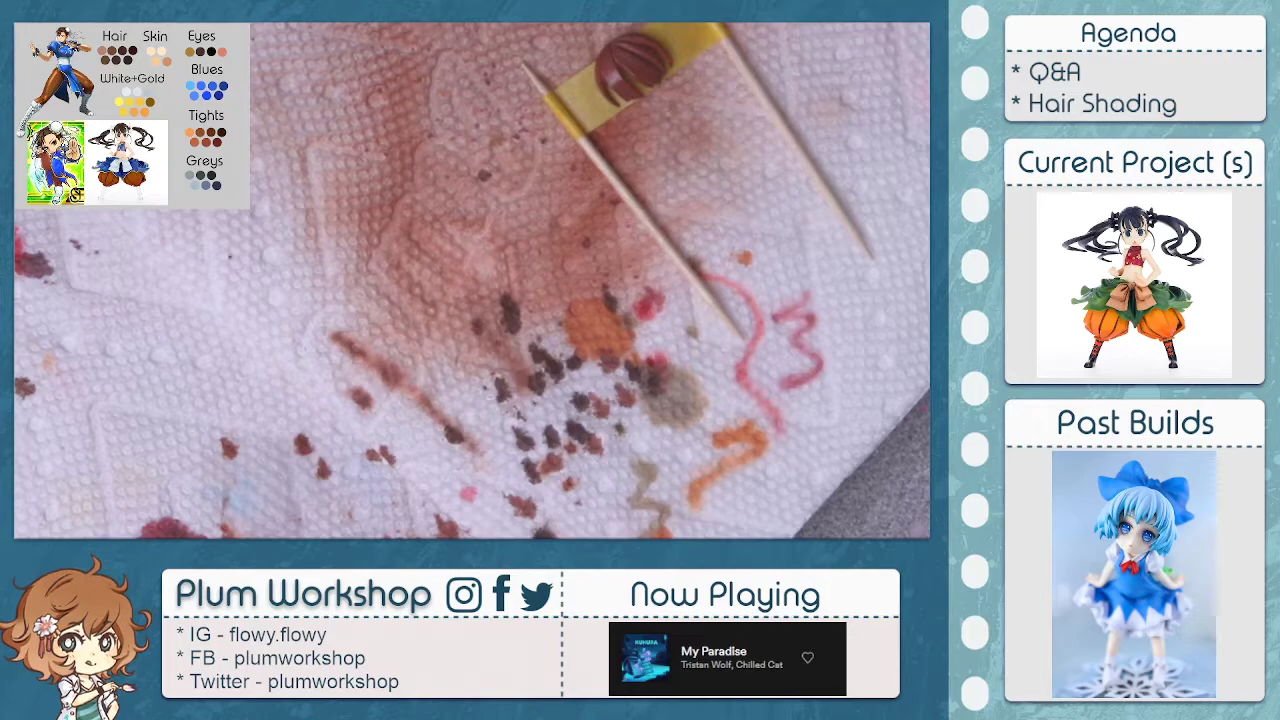 Hair Skin Eyes
White+Gold
Blues
Tights
Greys
Agenda
* Q&A
* Hair Shading
Current Project (s)
Past Builds
Plum Workshop
* IG - flowy.flowy
* FB - plumworkshop
* Twitter - plumworkshop
Now Playing
My Paradise
Tristan Wolf, Chilled Cat